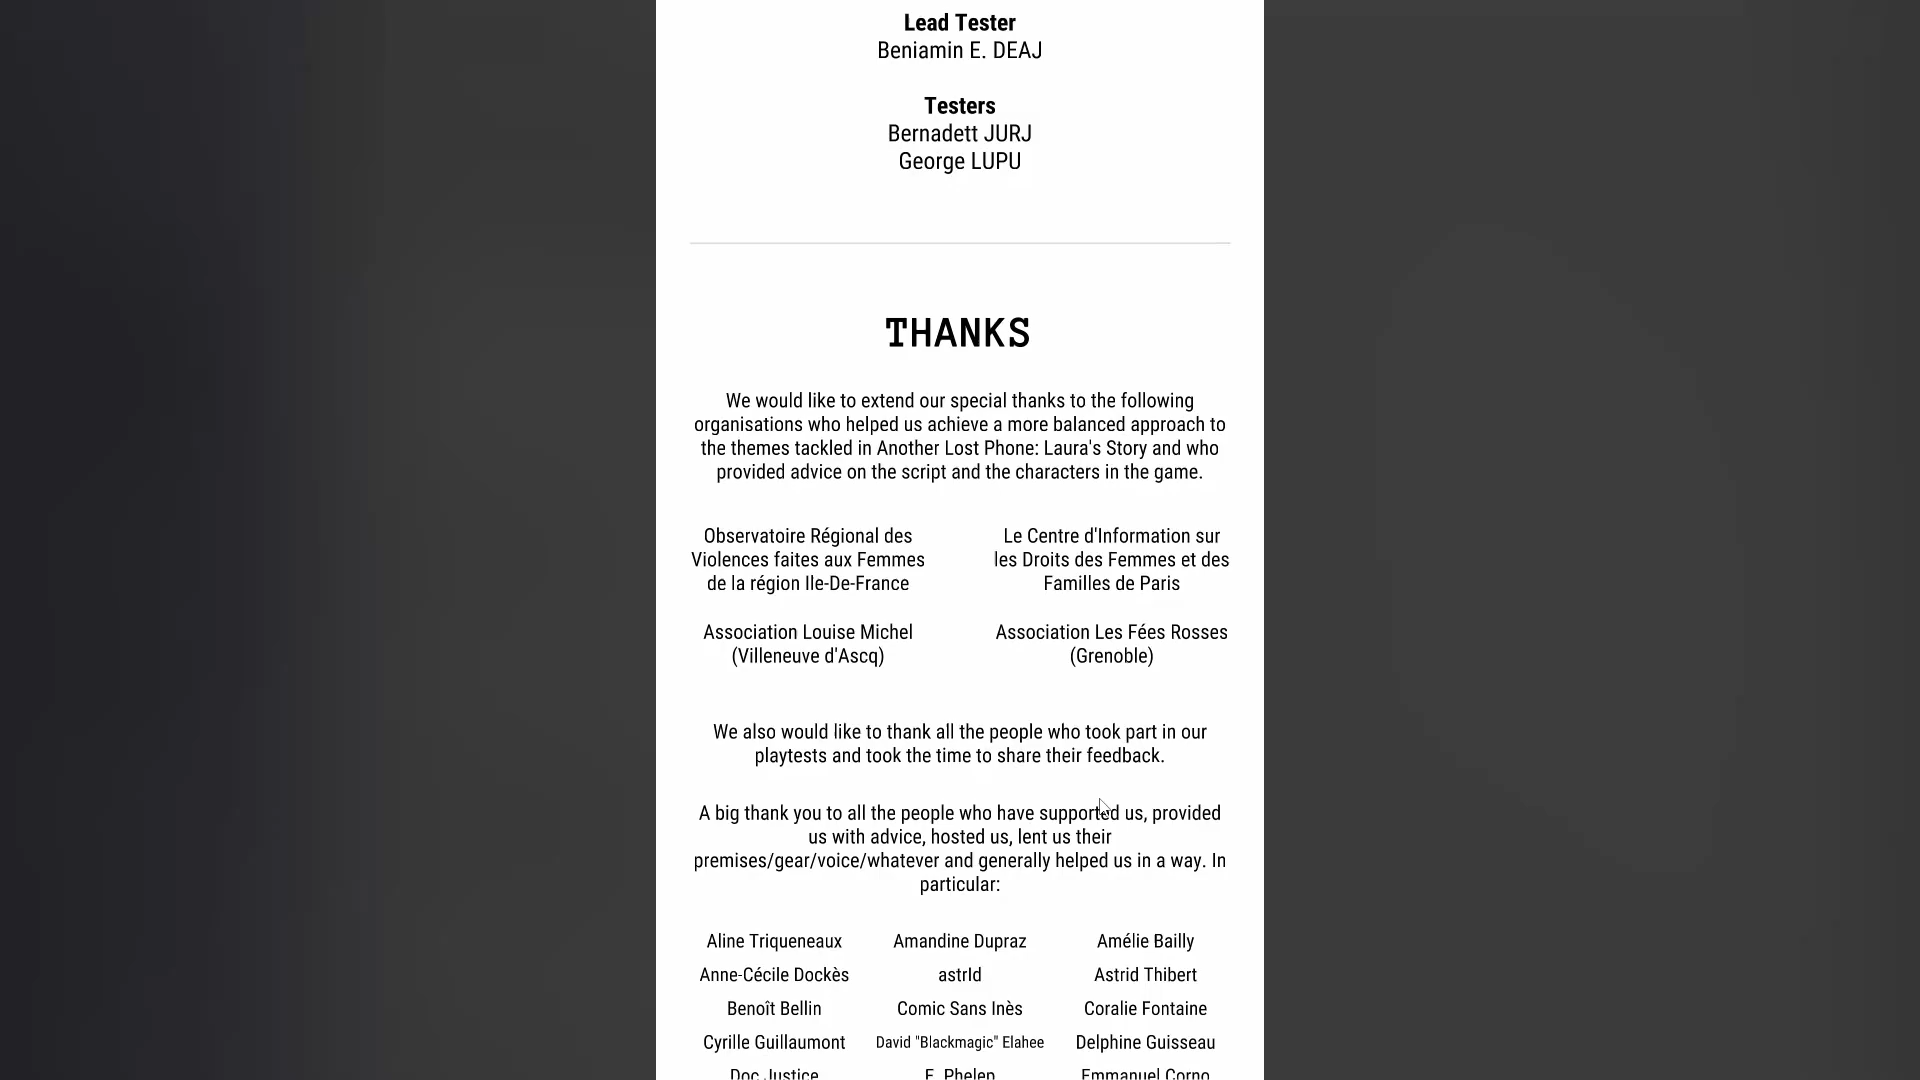 Lead Tester
Beniamin E. DEAJ
Testers
Bernadett JURJ
George LUPU
THANKS
We would like to extend our special thanks to the following
organisations who helped us achieve a more balanced approach to
the themes tackled in Another Lost Phone: Laura's Story and who
provided advice on the script and the characters in the game.
Observatoire Régional des
Violences faites aux Femmes
de la région Ile-De-France
Le Centre d'Information sur
les Droits des Femmes et des
Familles de Paris
Association Louise Michel
(Villeneuve d'Ascq)
Association Les Fées Rosses
(Grenoble)
We also would like to thank all the people who took part in our
playtests and took the time to share their feedback.
A big thank you to all the people who have supported us, provided
us with advice, hosted us, lent us their
premises/gear/voice/whatever and generally helped us in a way. In
particular:
Aline Triqueneaux Amandine Dupraz Amélie Bailly
Anne-Cécile Dockès astrId Astrid Thibert
Benoît Bellin Comic Sans Inès Coralie Fontaine
Cyrille Guillaumont David "Blackmagic" Elahee Delphine Guisseau
Doc Justice F. Phelep Emmanuel Corno